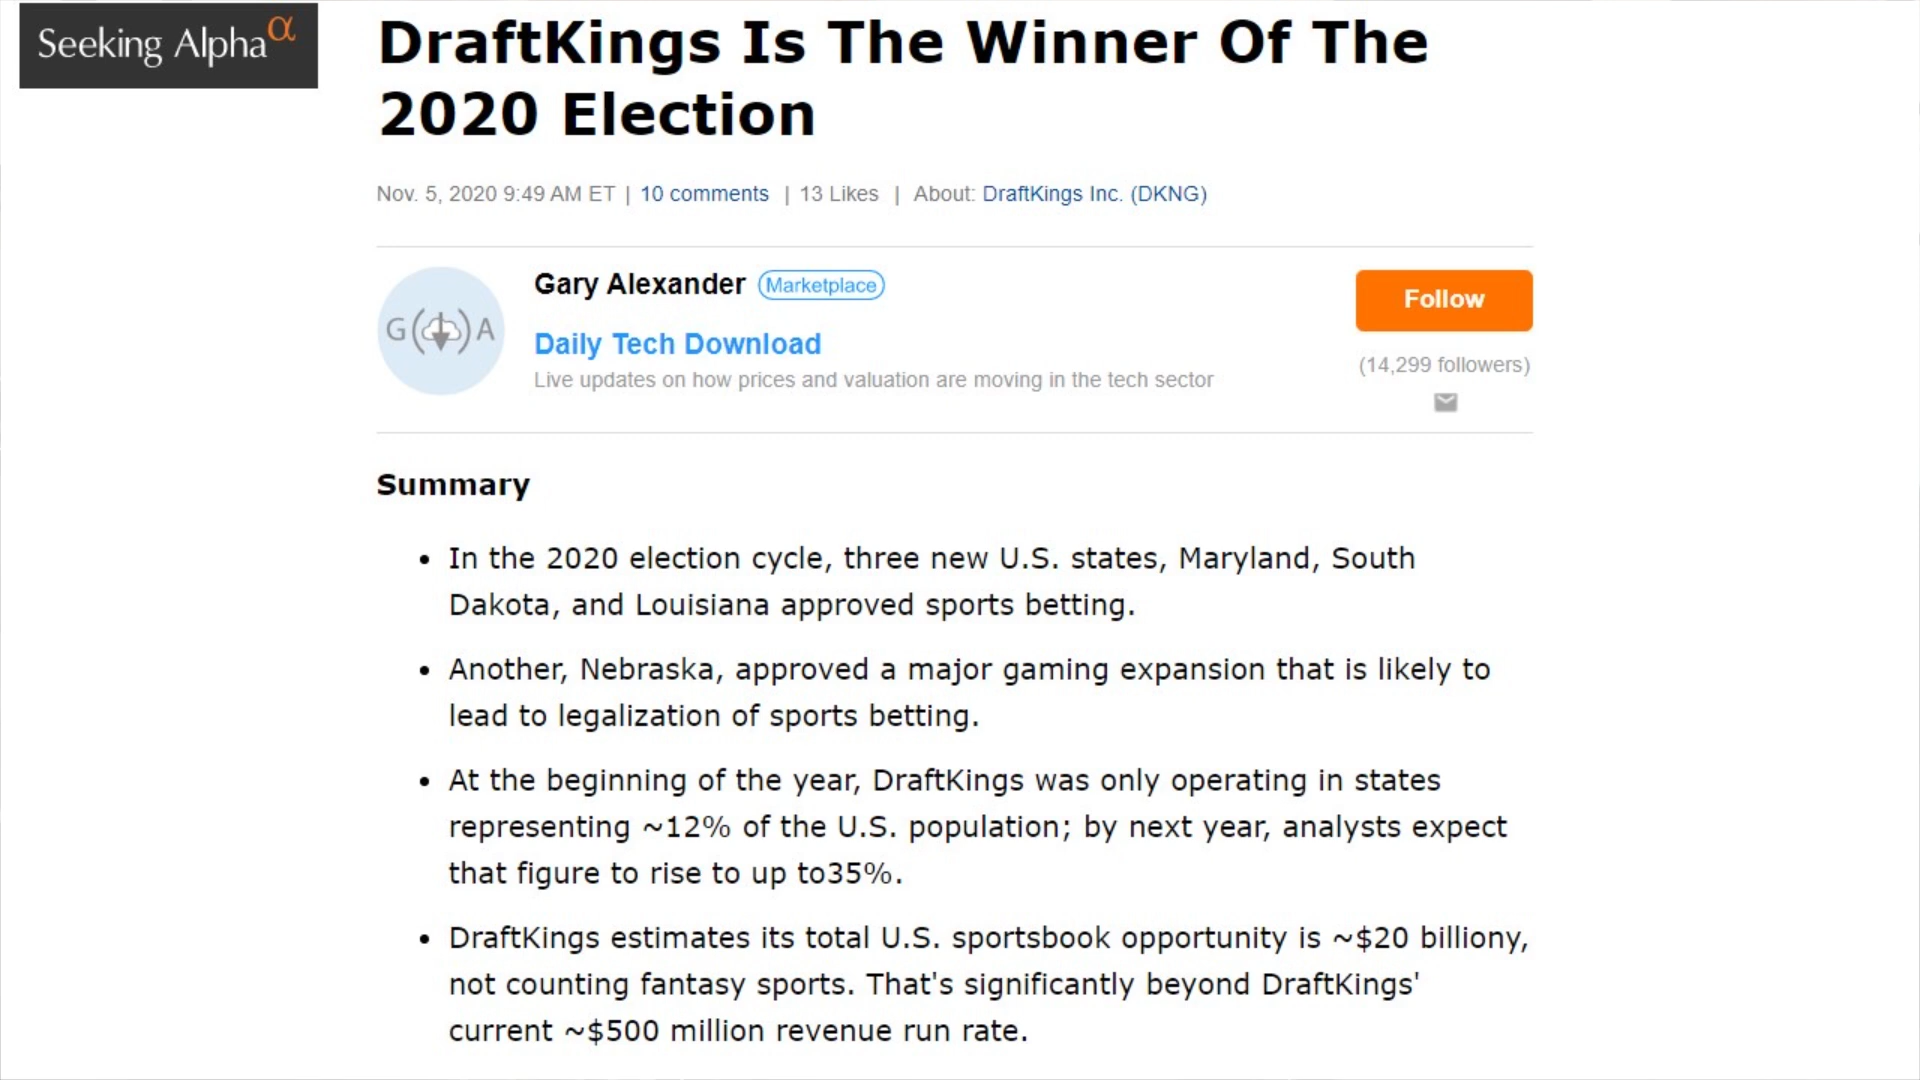 Seeking Alphaα
DraftKings Is The Winner Of The
2020 Election
Nov. 5, 2020 9:49 AM ET | 10 comments | 13 Likes | About: DraftKings Inc. (DKNG)
G A
Gary Alexander Marketplace
Follow
Daily Tech Download
(14,299 followers)
Live updates on how prices and valuation are moving in the tech sector
Summary
• In the 2020 election cycle, three new U.S. states, Maryland, South
Dakota, and Louisiana approved sports betting.
• Another, Nebraska, approved a major gaming expansion that is likely to
lead to legalization of sports betting.
• At the beginning of the year, DraftKings was only operating in states
representing ~12% of the U.S. population; by next year, analysts expect
that figure to rise to up to35%.
• DraftKings estimates its total U.S. sportsbook opportunity is ~$20 billiony,
not counting fantasy sports. That's significantly beyond DraftKings'
current ~$500 million revenue run rate.